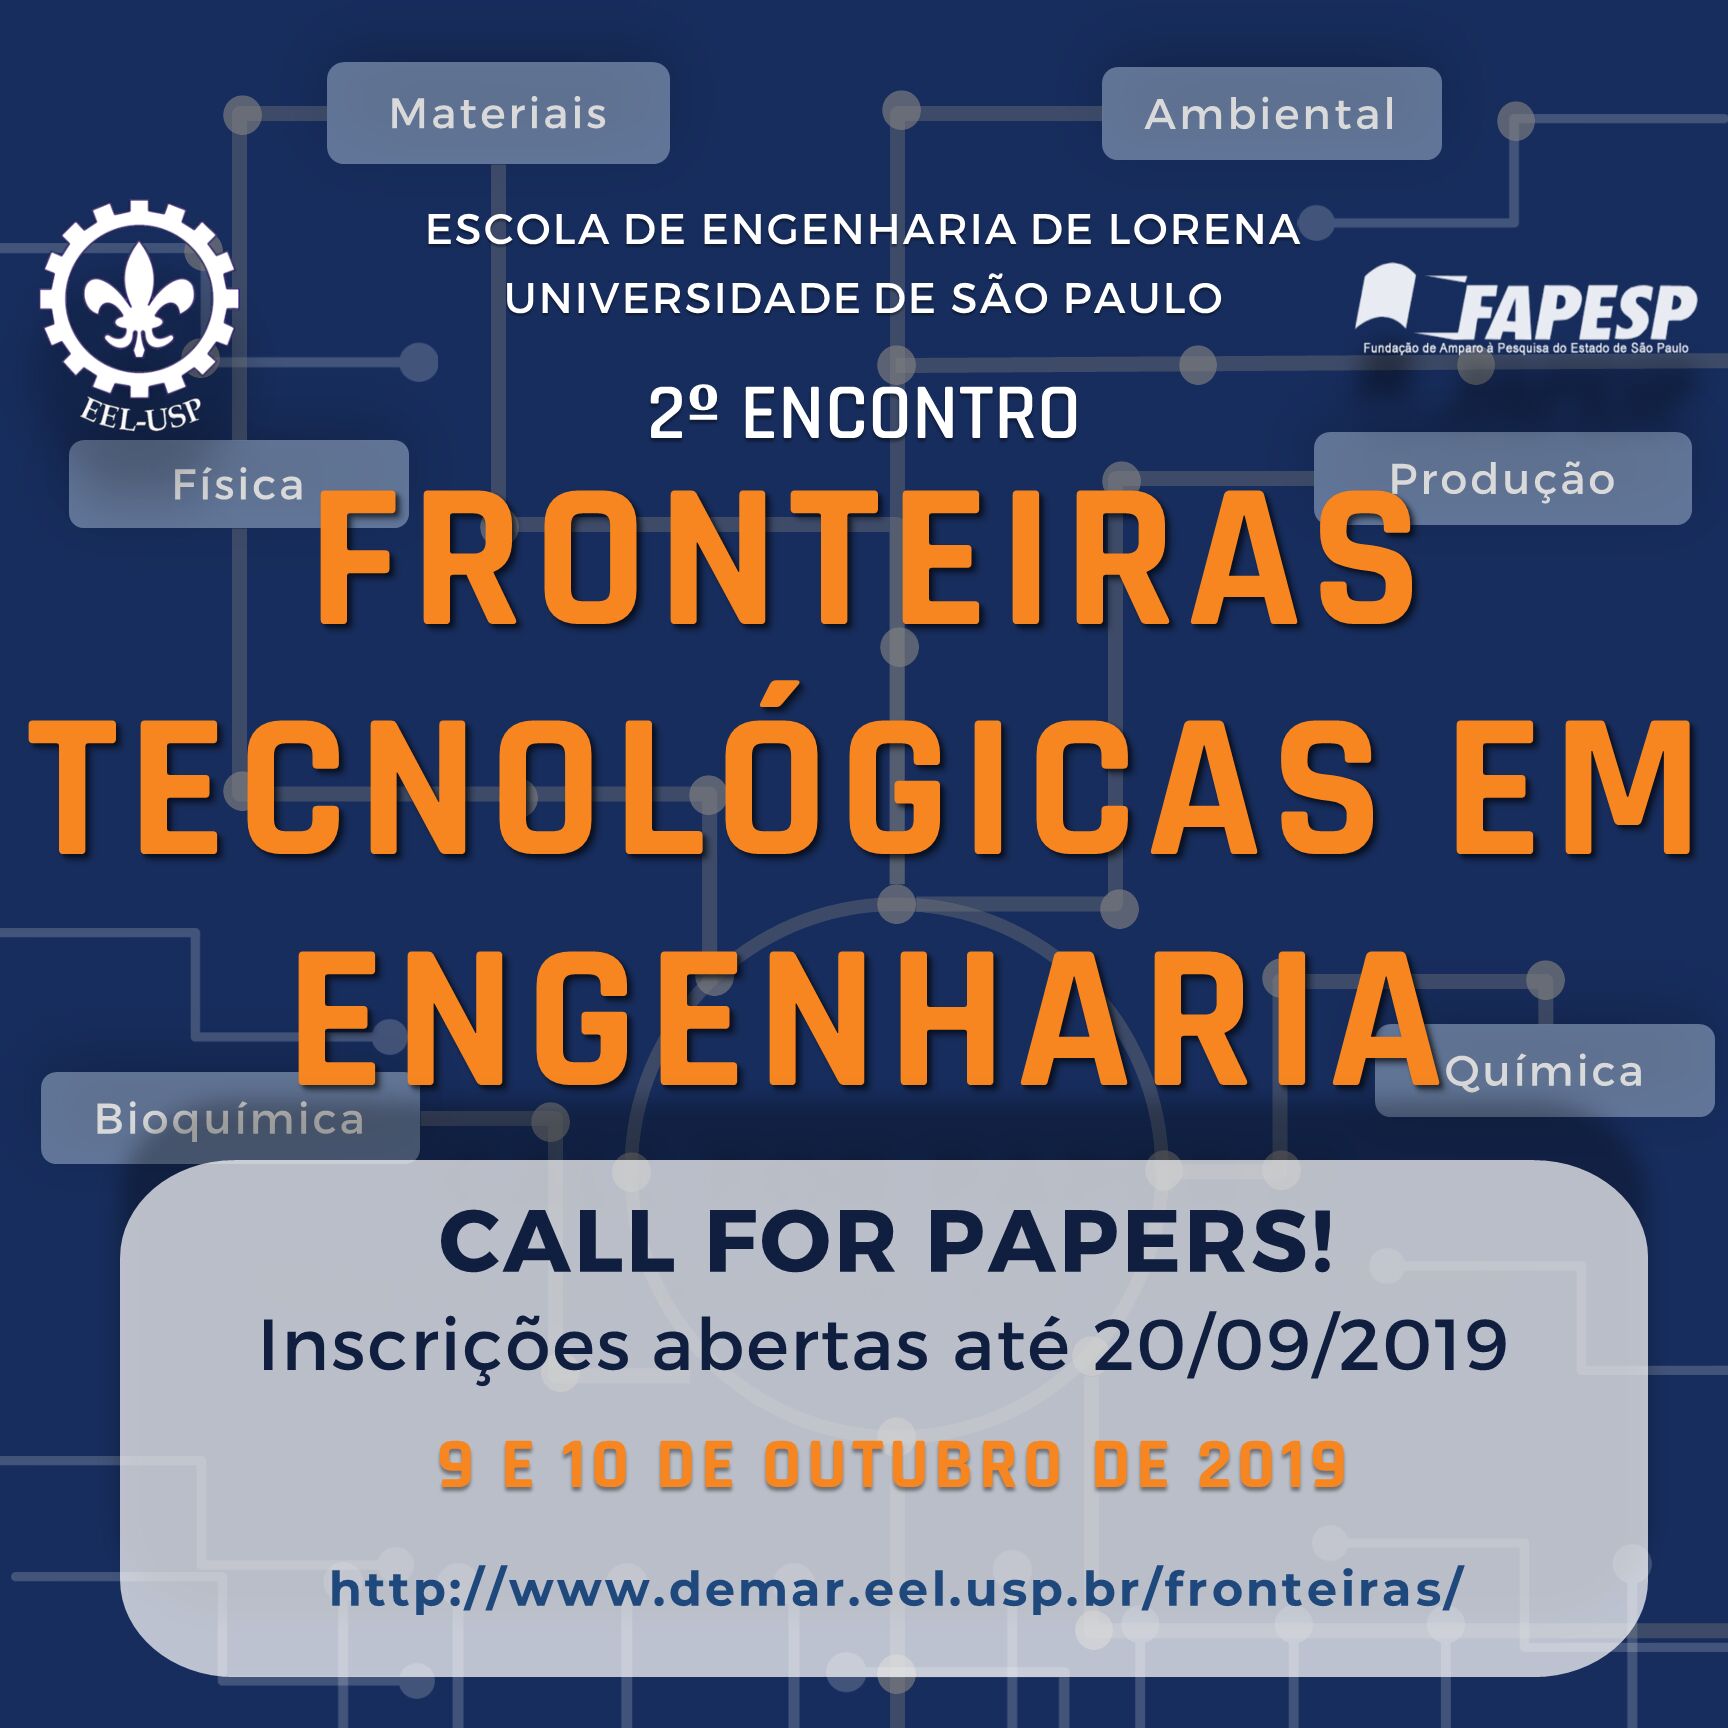 Materiais
Ambiental
ESCOLA DE ENGENHARIA DE LORENA
UNIVERSIDADE DE SÃO PAULO
EEL-USP
FAPESP
Fundação de Amparo à Pesquisa do Estado de São Paulo
2º ENCONTRO
Física
Produção
FRONTEIRAS
TECNOLÓGICAS EM
ENGENHARIA
Química
Bioquímica
CALL FOR PAPERS!
Inscrições abertas até 20/09/2019
9 E 10 DE OUTUBRO DE 2019
http://www.demar.eel.usp.br/fronteiras/